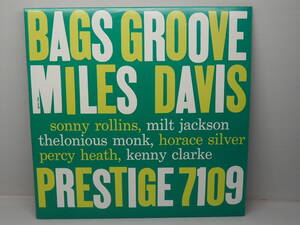 BAGS GROOVE
MILES DAVIS
sonny rollins, milt jackson
thelonious monk, horace silver
percy heath, kenny clarke
PRESTIGE 7109